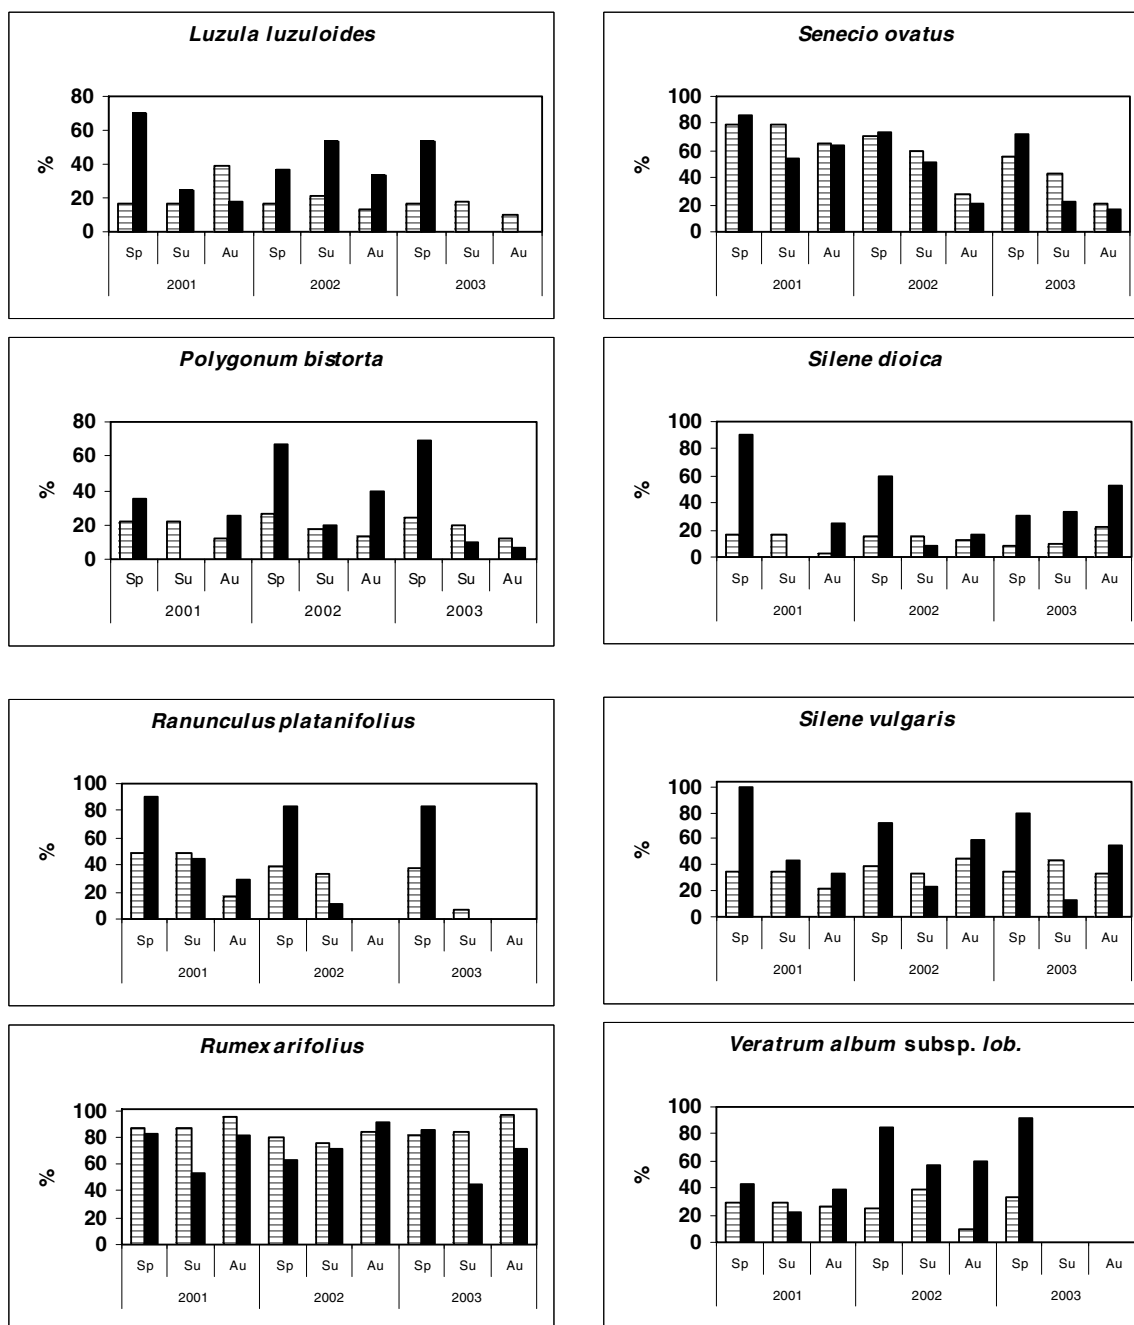 Luzula luzuloides
80
60
40
20
0
%
Sp Su Au Sp Su Au Sp Su Au
2001 2002 2003
Senecio ovatus
100
80
60
40
20
0
%
Sp Su Au Sp Su Au Sp Su Au
2001 2002 2003
Polygonum bistorta
80
60
40
20
0
%
Sp Su Au Sp Su Au Sp Su Au
2001 2002 2003
Silene dioica
100
80
60
40
20
0
%
Sp Su Au Sp Su Au Sp Su Au
2001 2002 2003
Ranunculus platanifolius
100
80
60
40
20
0
%
Sp Su Au Sp Su Au Sp Su Au
2001 2002 2003
Silene vulgaris
100
80
60
40
20
0
%
Sp Su Au Sp Su Au Sp Su Au
2001 2002 2003
Rumex arifolius
100
80
60
40
20
0
%
Sp Su Au Sp Su Au Sp Su Au
2001 2002 2003
Veratrum album subsp. lob.
100
80
60
40
20
0
%
Sp Su Au Sp Su Au Sp Su Au
2001 2002 2003